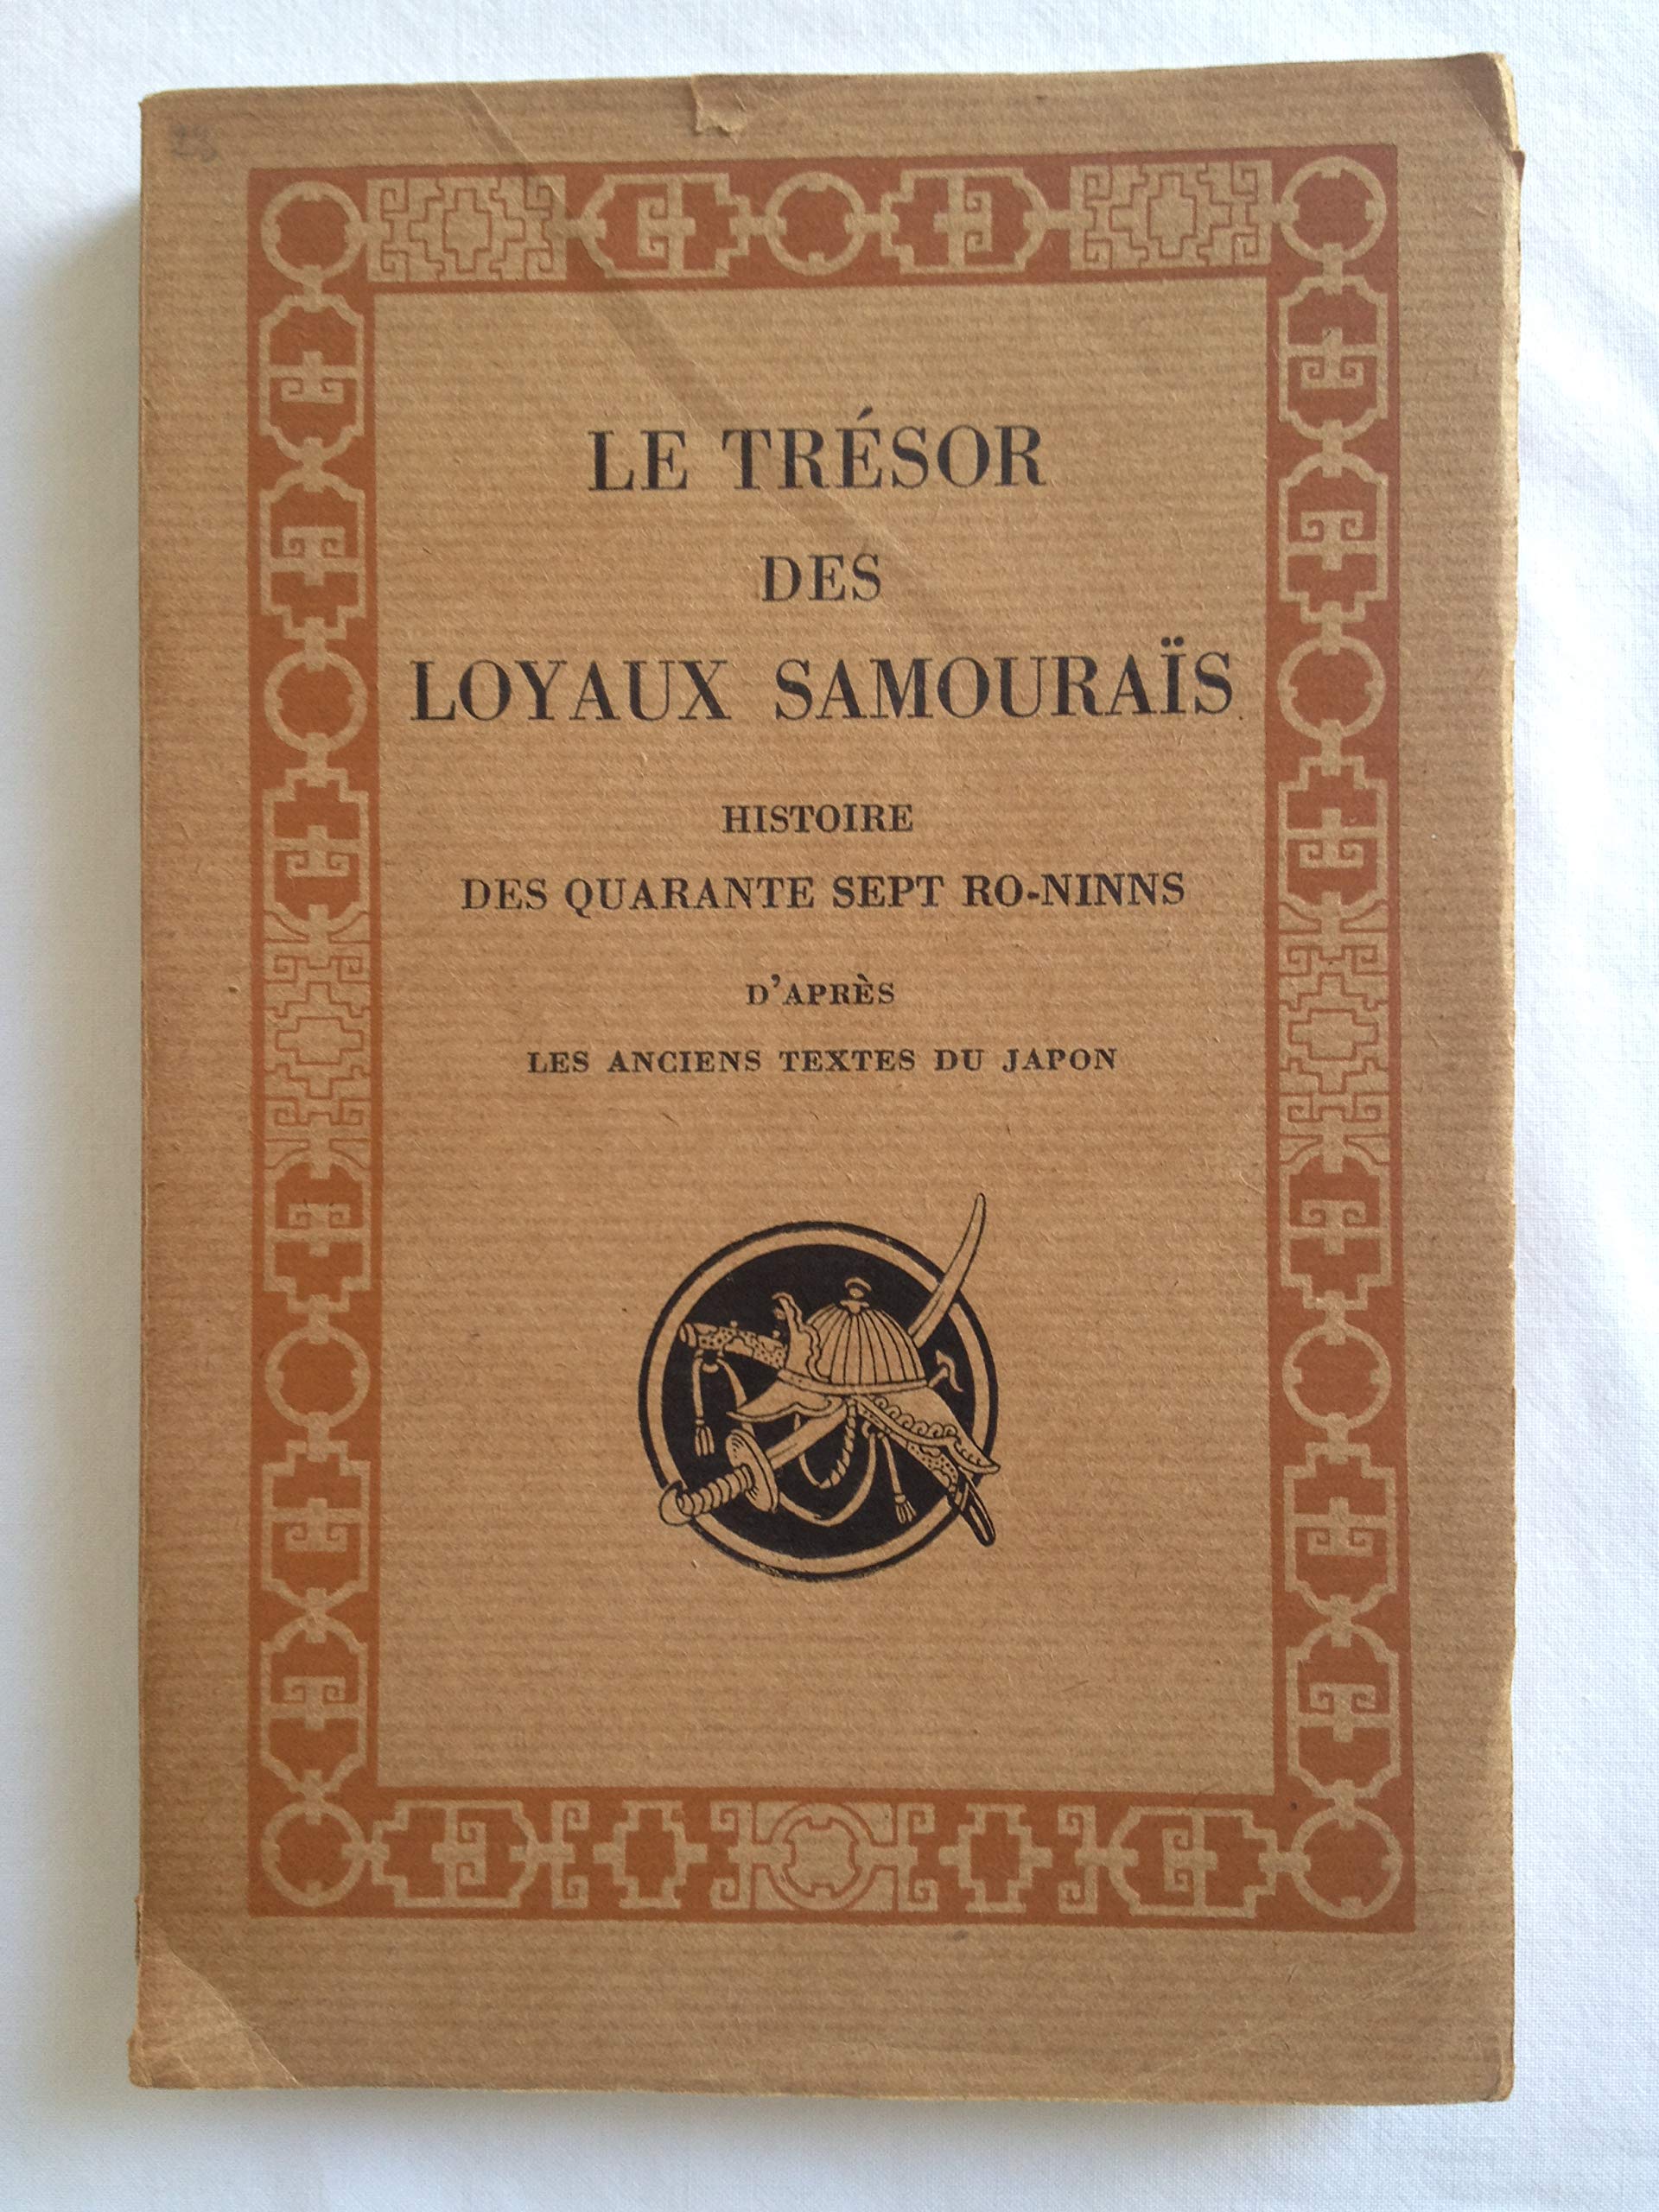 LE TRÉSOR
DES
LOYAUX SAMOURAÏS
HISTOIRE
DES QUARANTE SEPT RO-NINNS
D'APRÈS
LES ANCIENS TEXTES DU JAPON